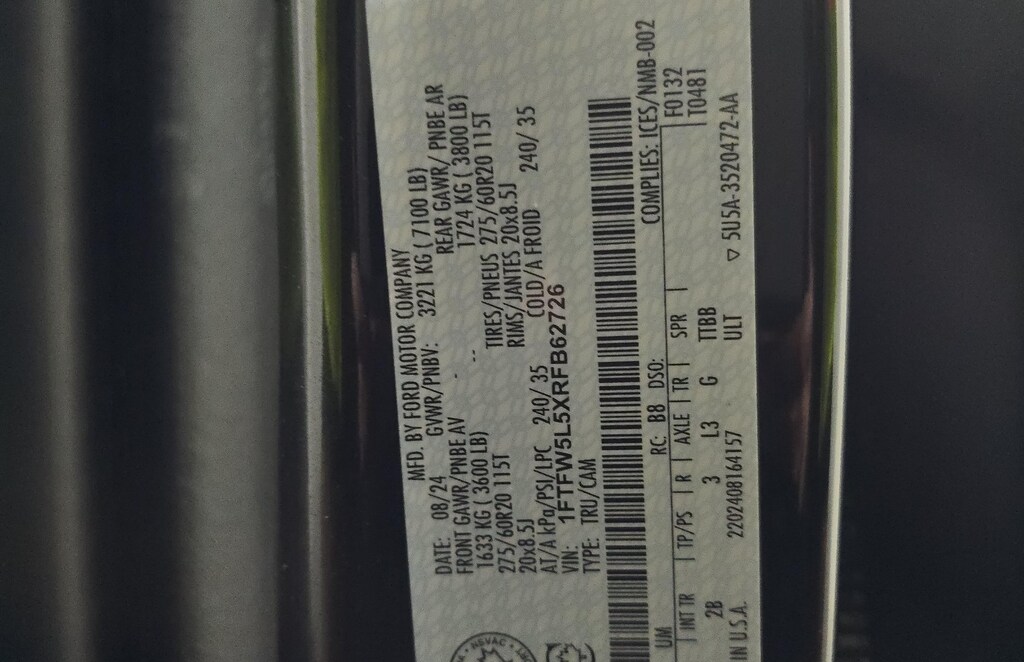 MFD. BY FORD MOTOR COMPANY
DATE: 08/24 GVWR/PNBV: 3221 KG ( 7100 LB)
FRONT GAWR/PNBE AV REAR GAWR/ PNBE AR
1633 KG ( 3600 LB) 1724 KG ( 3800 LB)
275/60R20 115T TIRES/PNEUS 275/60R20 115T
20x8.5J RIMS/JANTES 20x8.5J
AT/A kPa/PSI/LPC 240/ 35 COLD/A FROID 240/ 35
VIN: 1FTFW5L5XRFB62726
TYPE: TRU/CAM
COMPLIES: ICES/NMB-002
UM RC: B8 DSO: F0132
INT TR | TP/PS | R | AXLE | TR | SPR | T0481
2B 3 L3 G TTBB
IN U.S.A. 2202408164157 ULT ▽ 5U5A-3520472-AA
NSVAC